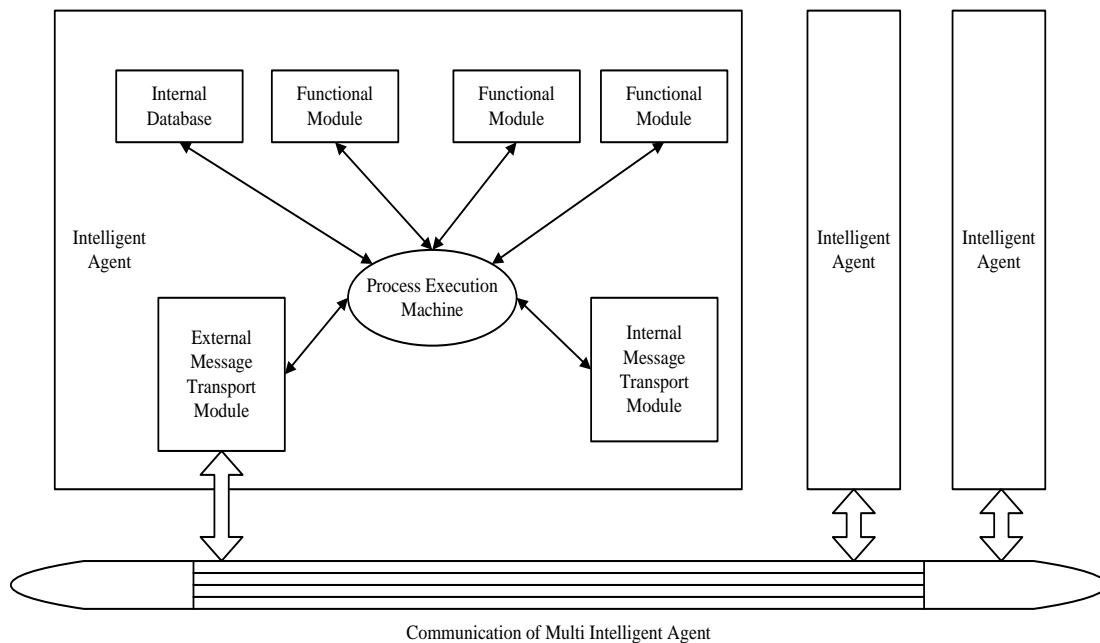 Internal
Database
Functional
Module
Functional
Module
Functional
Module
Intelligent
Agent
Process Execution
Machine
External
Message
Transport
Module
Internal
Message
Transport
Module
Intelligent
Agent
Intelligent
Agent
Communication of Multi Intelligent Agent